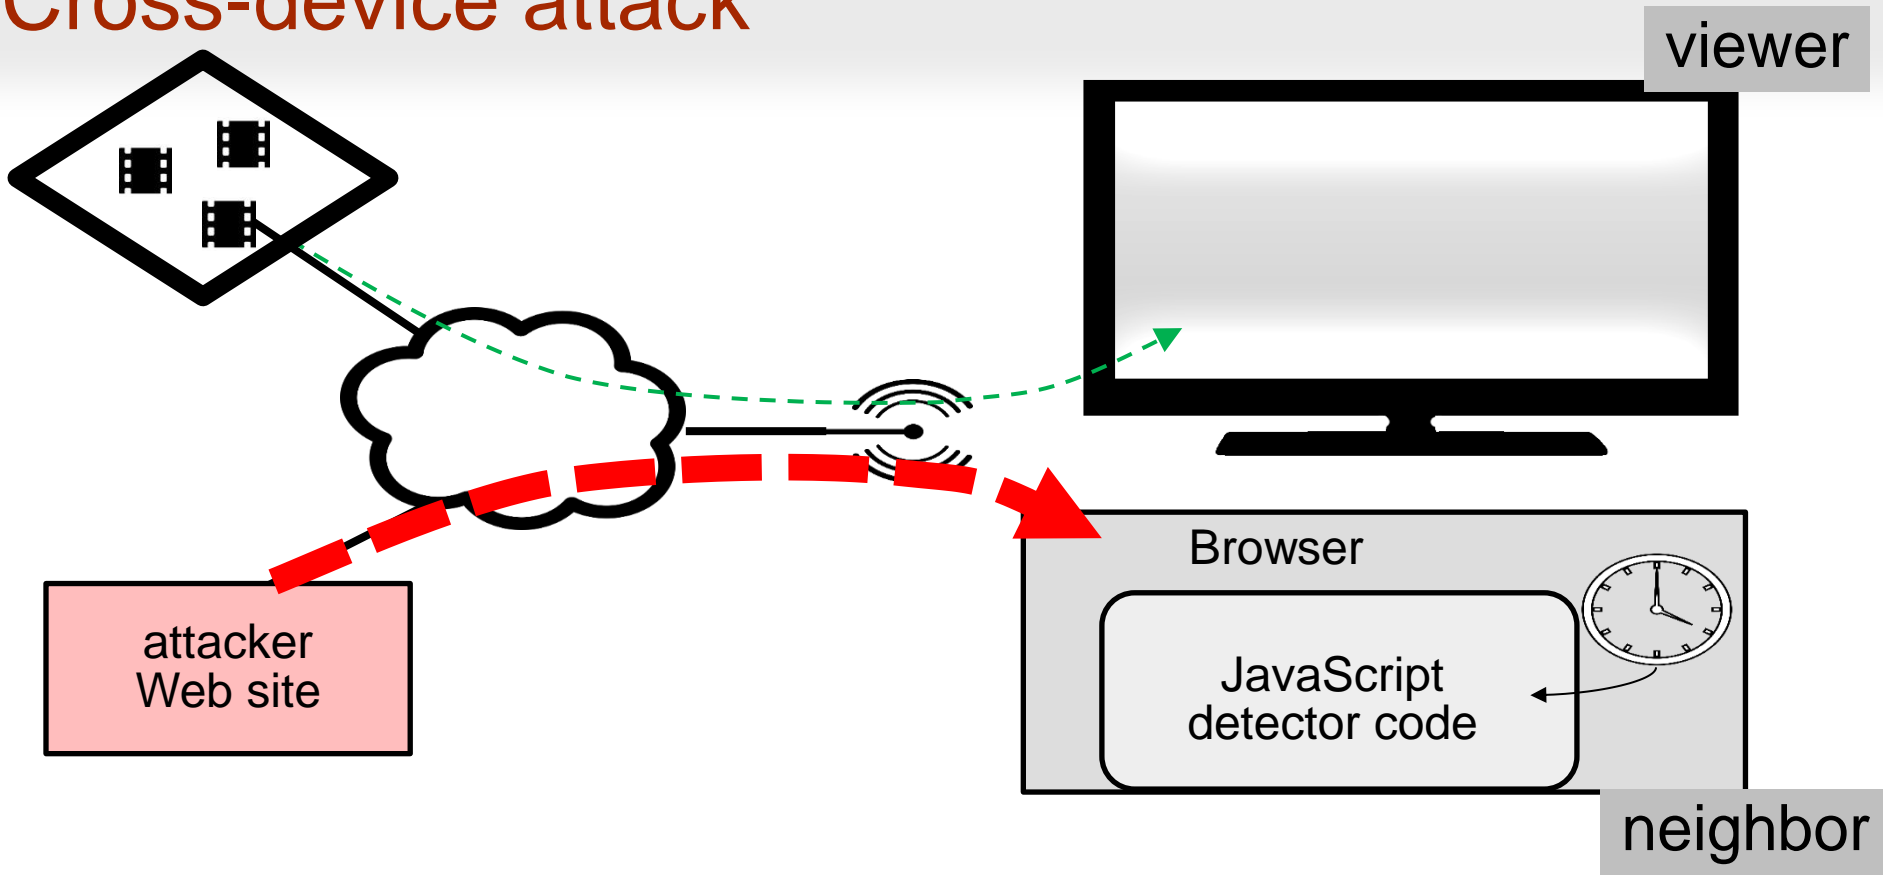 Cross-device attack
viewer
Browser
JavaScript
detector code
attacker
Web site
neighbor